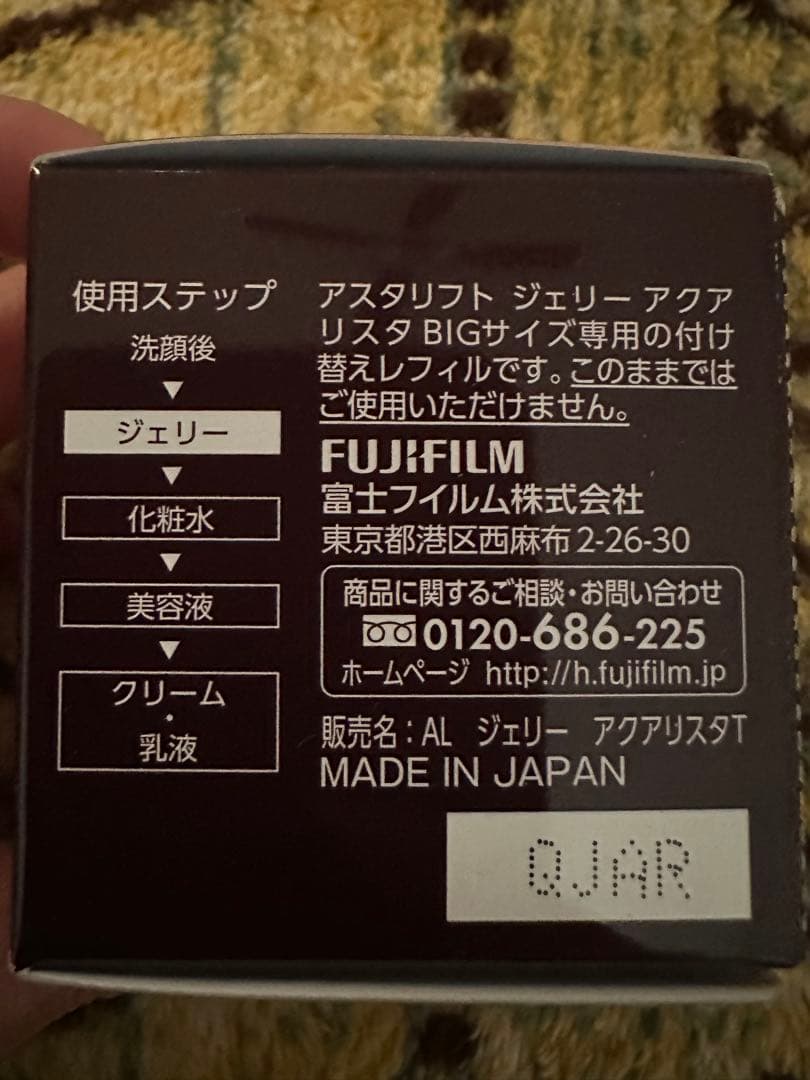 使用ステップ
洗顔後
▼
ジェリー
▼
化粧水
▼
美容液
▼
クリーム
・
乳液
アスタリフト ジェリー アクア
リスタ BIGサイズ専用の付け
替えレフィルです。このままでは
ご使用いただけません。
FUJIFILM
富士フイルム株式会社
東京都港区西麻布2-26-30
商品に関するご相談・お問い合わせ
0120-686-225
ホームページ http://h.fujifilm.jp
販売名：AL ジェリー アクアリスタT
MADE IN JAPAN
QJAR